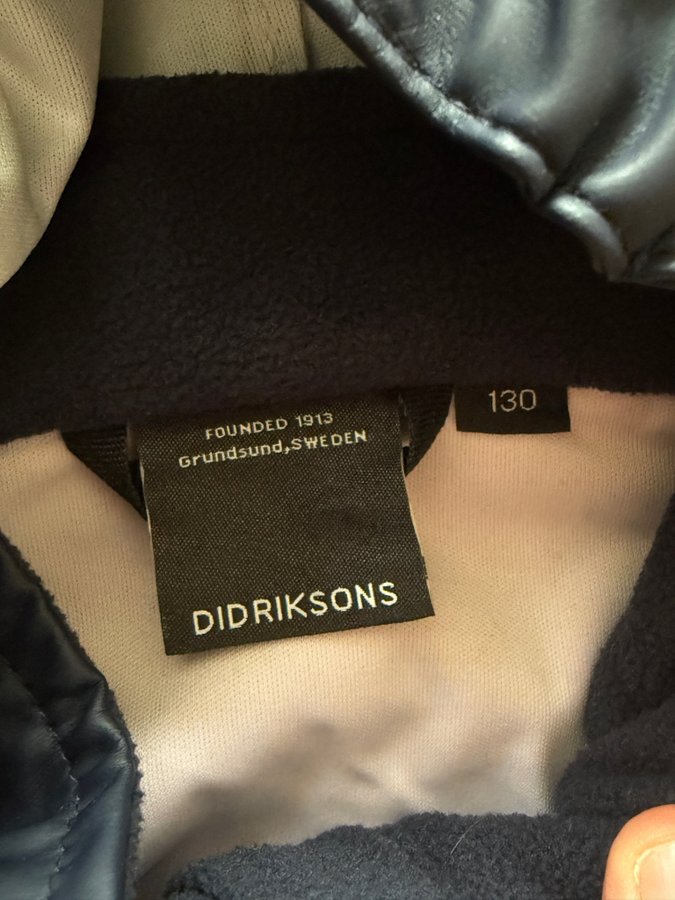 130
FOUNDED 1913
Grundsund,SWEDEN
DIDRIKSONS